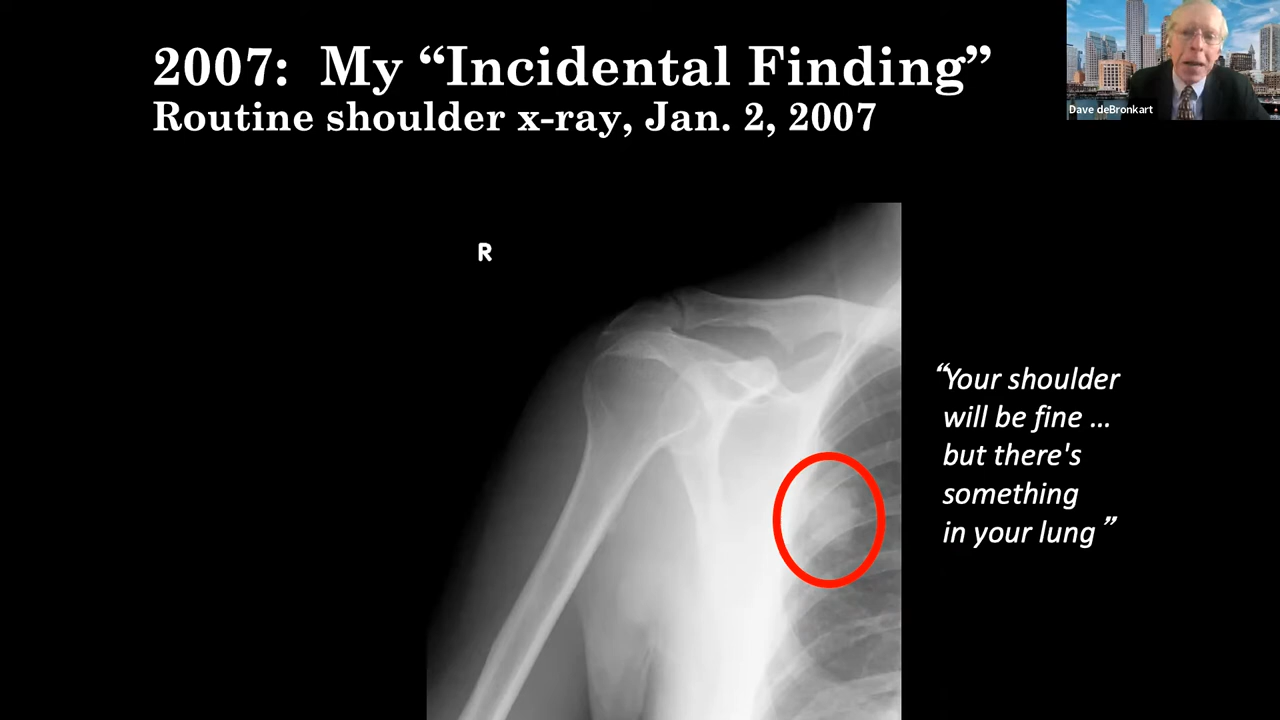 2007:  My “Incidental Finding”
Routine shoulder x-ray, Jan. 2, 2007
Dave deBronkart
R
“Your shoulder
will be fine ...
but there's
something
in your lung ”